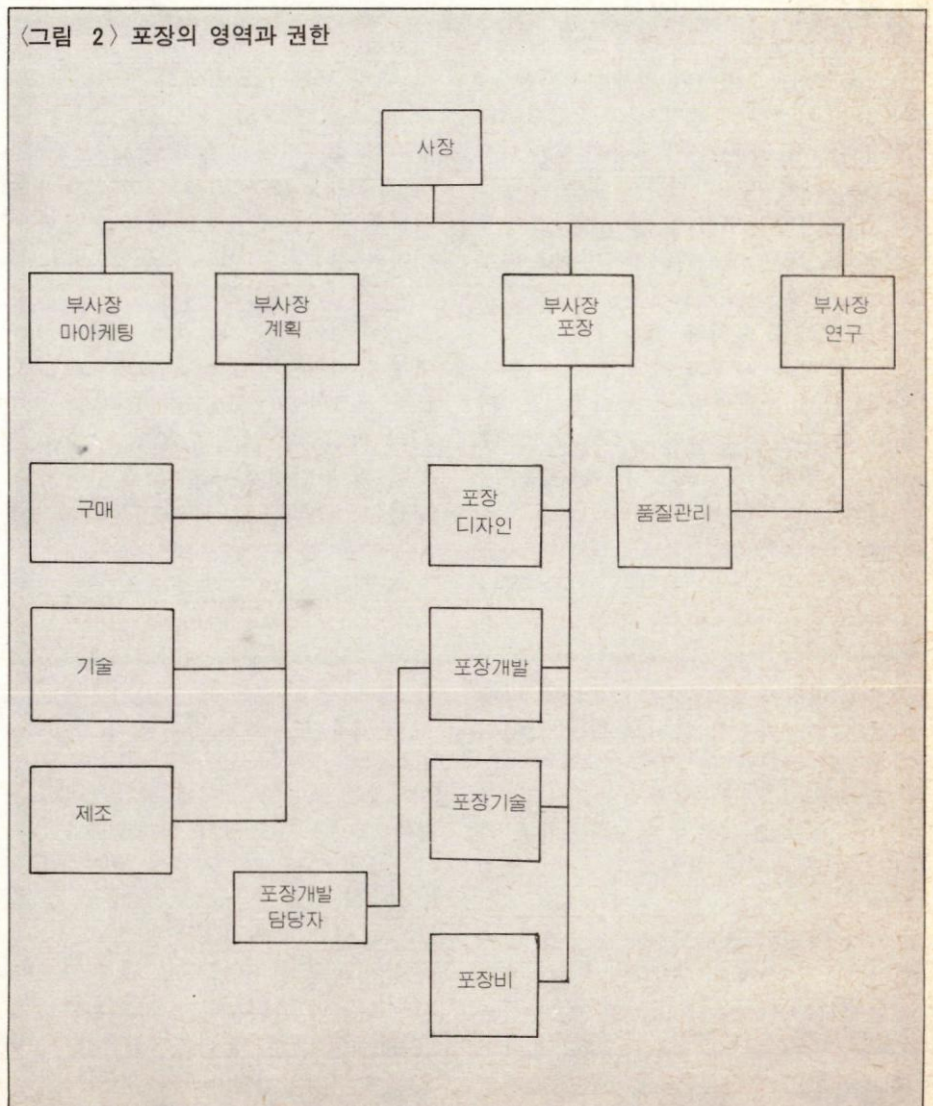 〈그림 2〉 포장의 영역과 권한
사장
부사장
마아케팅
부사장
계획
부사장
포장
부사장
연구
구매
포장
디자인
품질관리
기술
포장개발
제조
포장기술
포장개발
담당자
포장비